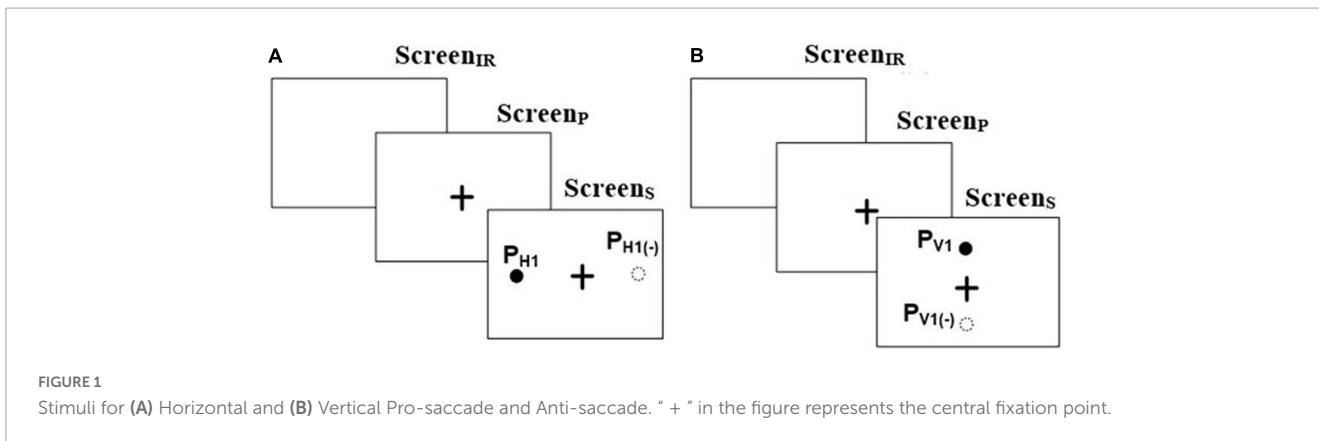 A
Screen_IR
Screen_P
Screen_S
P_H1
P_H1(-)
B
Screen_IR
Screen_P
Screen_S
P_V1
P_V1(-)
FIGURE 1
Stimuli for (A) Horizontal and (B) Vertical Pro-saccade and Anti-saccade. “ + ” in the figure represents the central fixation point.